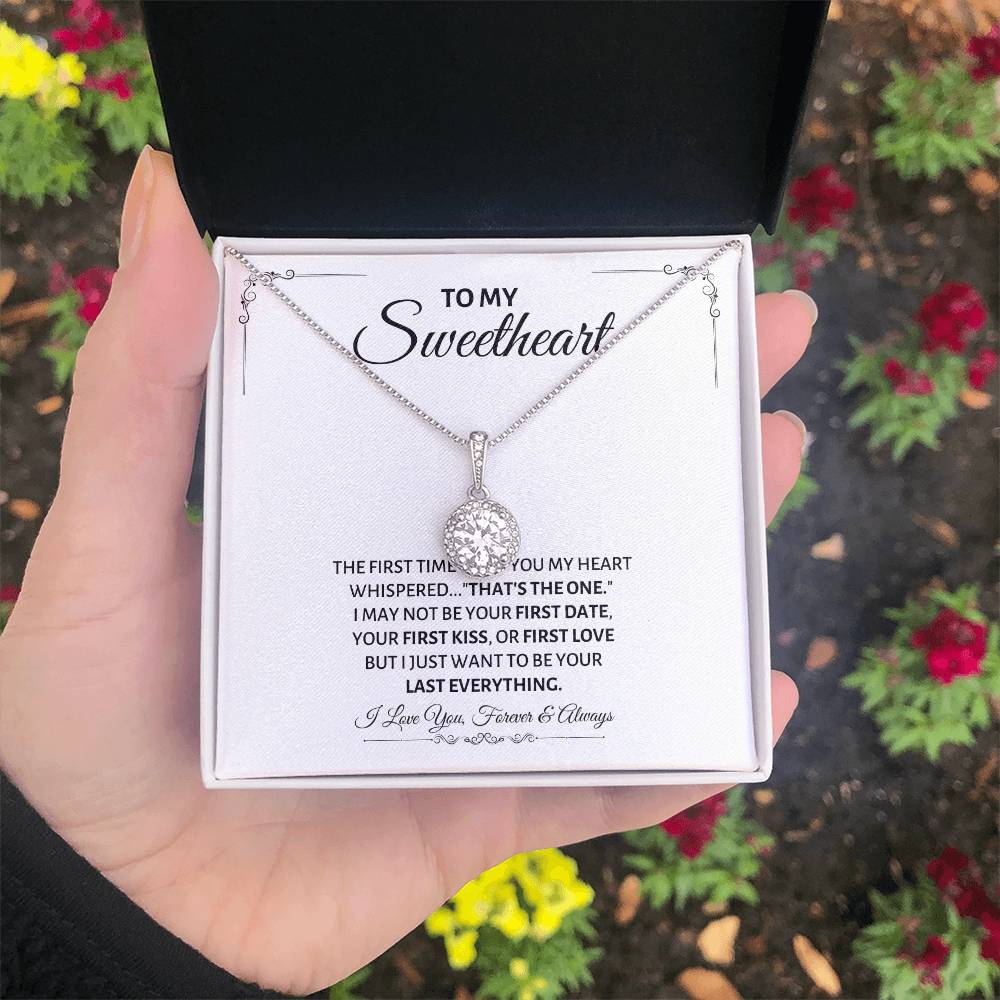 TO MY
Sweetheart
THE FIRST TIME YOU MY HEART
WHISPERED..."THAT'S THE ONE."
I MAY NOT BE YOUR FIRST DATE,
YOUR FIRST KISS, OR FIRST LOVE
BUT I JUST WANT TO BE YOUR
LAST EVERYTHING.
I Love You, Forever & Always